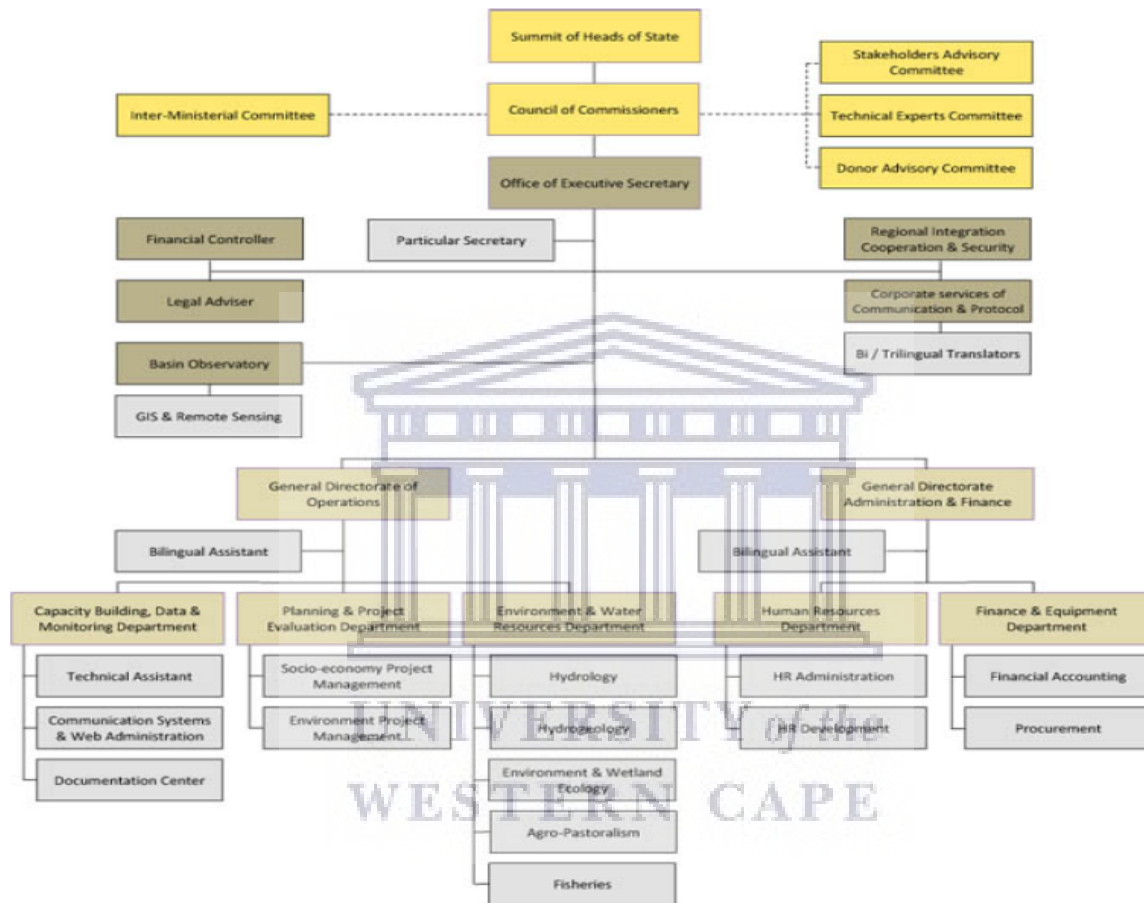 Summit of Heads of State
Stakeholders Advisory
Committee
Inter-Ministerial Committee
Council of Commissioners
Technical Experts Committee
Donor Advisory Committee
Office of Executive Secretary
Financial Controller
Particular Secretary
Regional Integration
Cooperation & Security
Legal Adviser
Corporate services of
Communication & Protocol
Basin Observatory
Bi / Trilingual Translators
GIS & Remote Sensing
General Directorate of
Operations
General Directorate
Administration & Finance
Bilingual Assistant
Bilingual Assistant
Capacity Building, Data &
Monitoring Department
Planning & Project
Evaluation Department
Environment & Water
Resources Department
Human Resources
Department
Finance & Equipment
Department
Technical Assistant
Socio-economy Project
Management
Hydrology
HR Administration
Financial Accounting
Communication Systems
& Web Administration
Environment Project
Management
Hydrogeology
HR Development
Procurement
Documentation Center
Environment & Wetland
Ecology
Agro-Pastoralism
Fisheries
UNIVERSITY of the
WESTERN CAPE